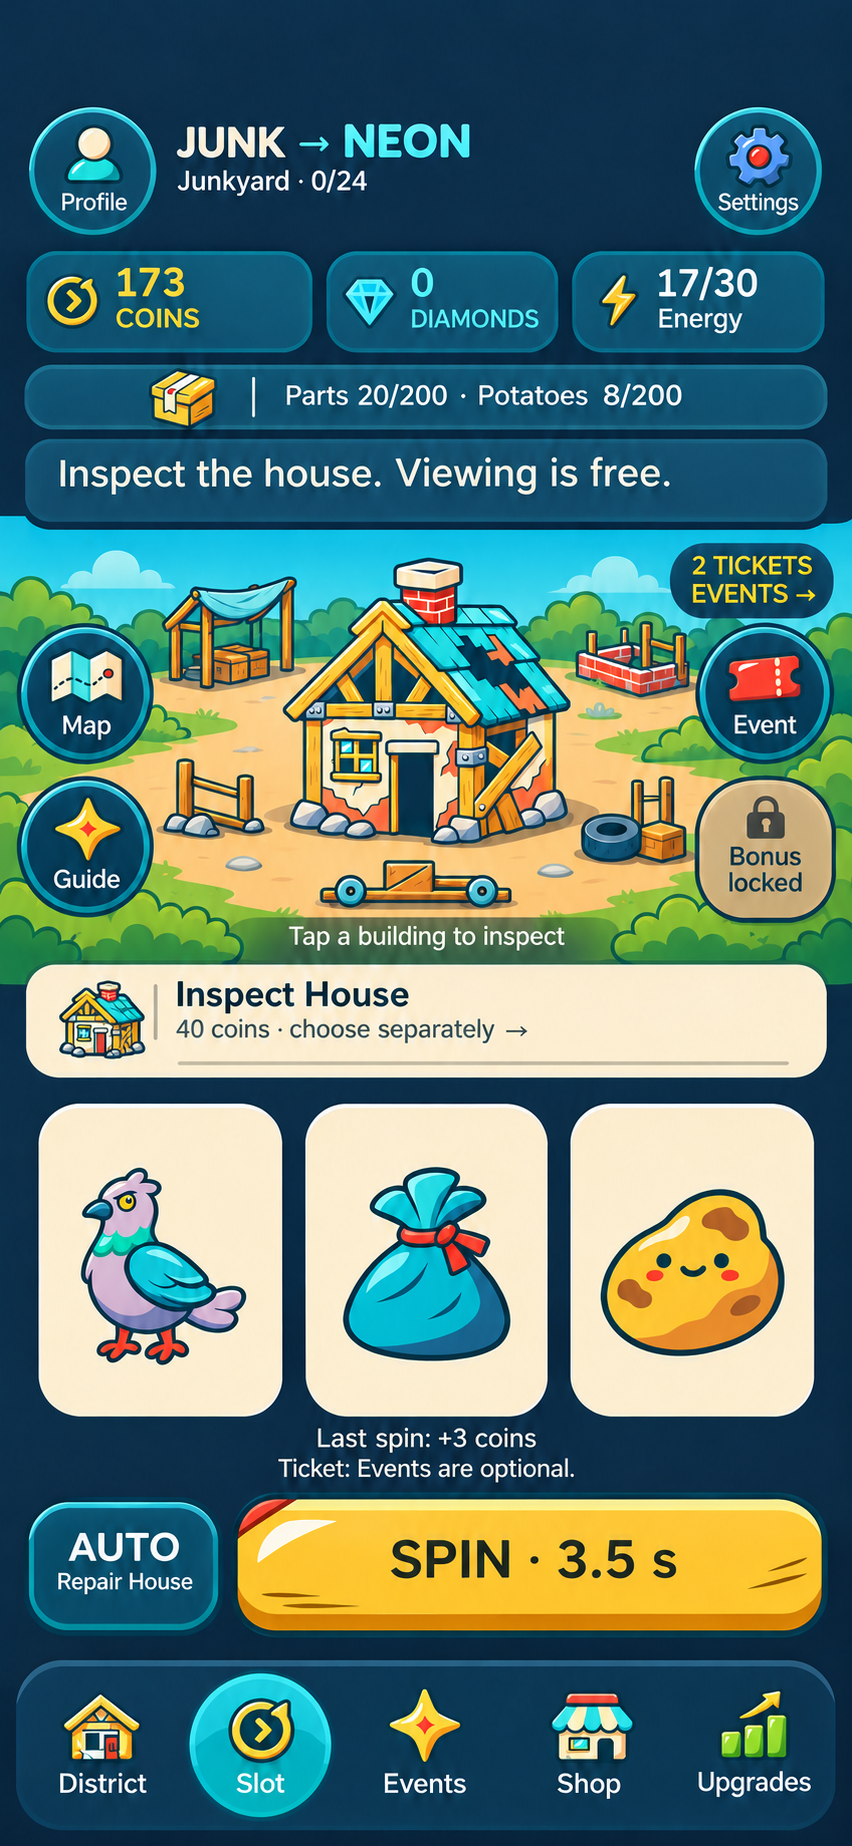 JUNK → NEON
Junkyard · 0/24
Profile
Settings
173
COINS
0
DIAMONDS
17/30
Energy
Parts 20/200 · Potatoes 8/200
Inspect the house. Viewing is free.
2 TICKETS
EVENTS →
Map
Event
Guide
Bonus
locked
Tap a building to inspect
Inspect House
40 coins · choose separately →
Last spin: +3 coins
Ticket: Events are optional.
AUTO
Repair House
SPIN · 3.5 s
District
Slot
Events
Shop
Upgrades